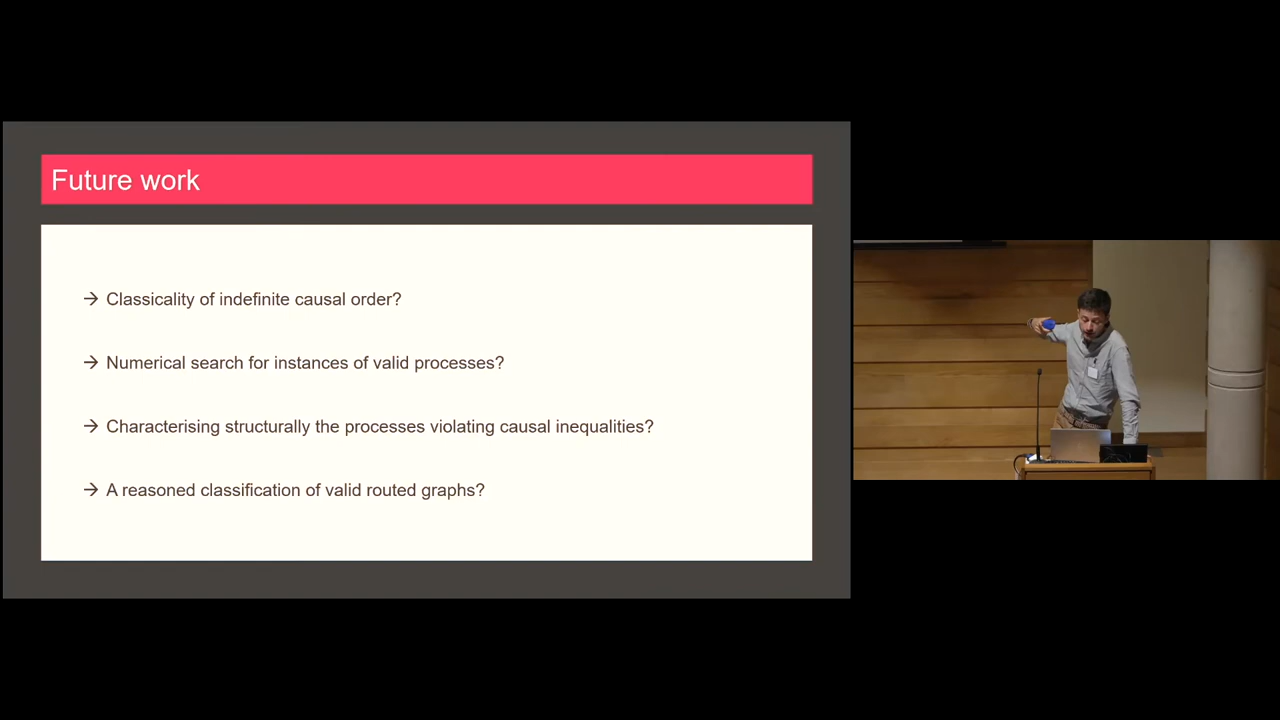 Future work
→ Classicality of indefinite causal order?
→ Numerical search for instances of valid processes?
→ Characterising structurally the processes violating causal inequalities?
→ A reasoned classification of valid routed graphs?